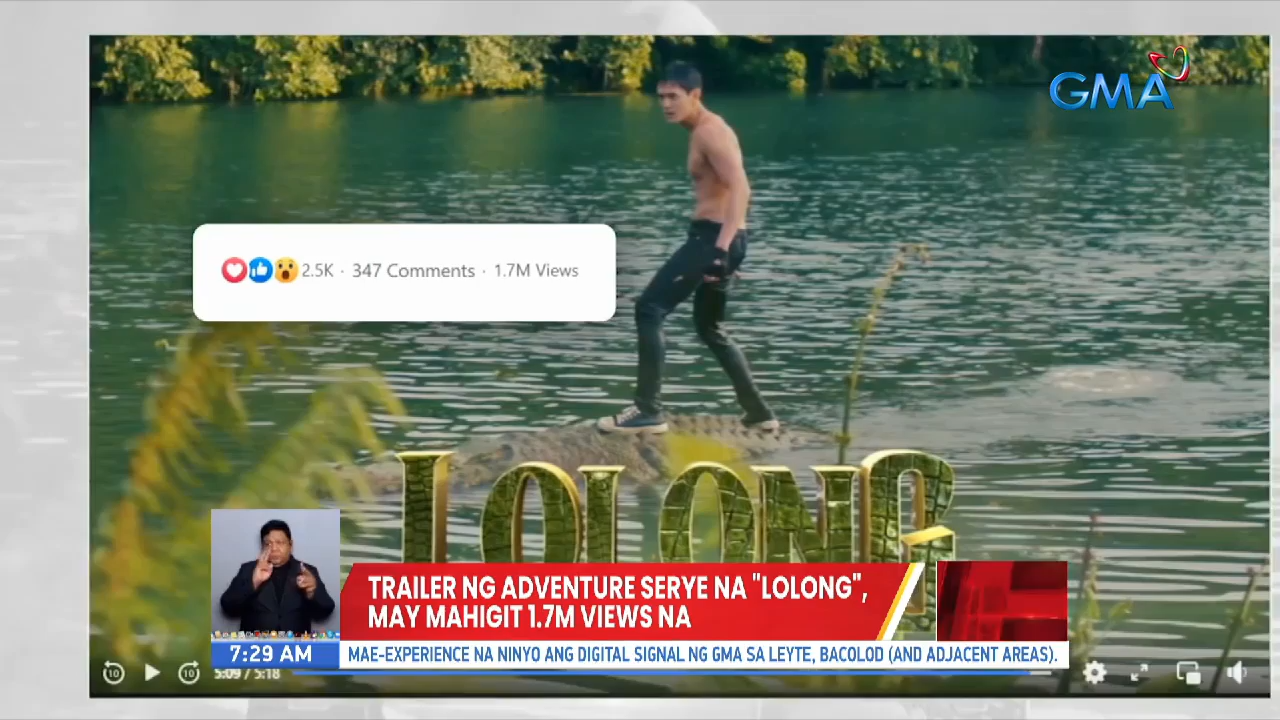 GMA
2.5K · 347 Comments · 1.7M Views
LOLONG
TRAILER NG ADVENTURE SERYE NA "LOLONG",
MAY MAHIGIT 1.7M VIEWS NA
7:29 AM
MAE-EXPERIENCE NA NINYO ANG DIGITAL SIGNAL NG GMA SA LEYTE, BACOLOD (AND ADJACENT AREAS).
10
10
5:09 / 5:18